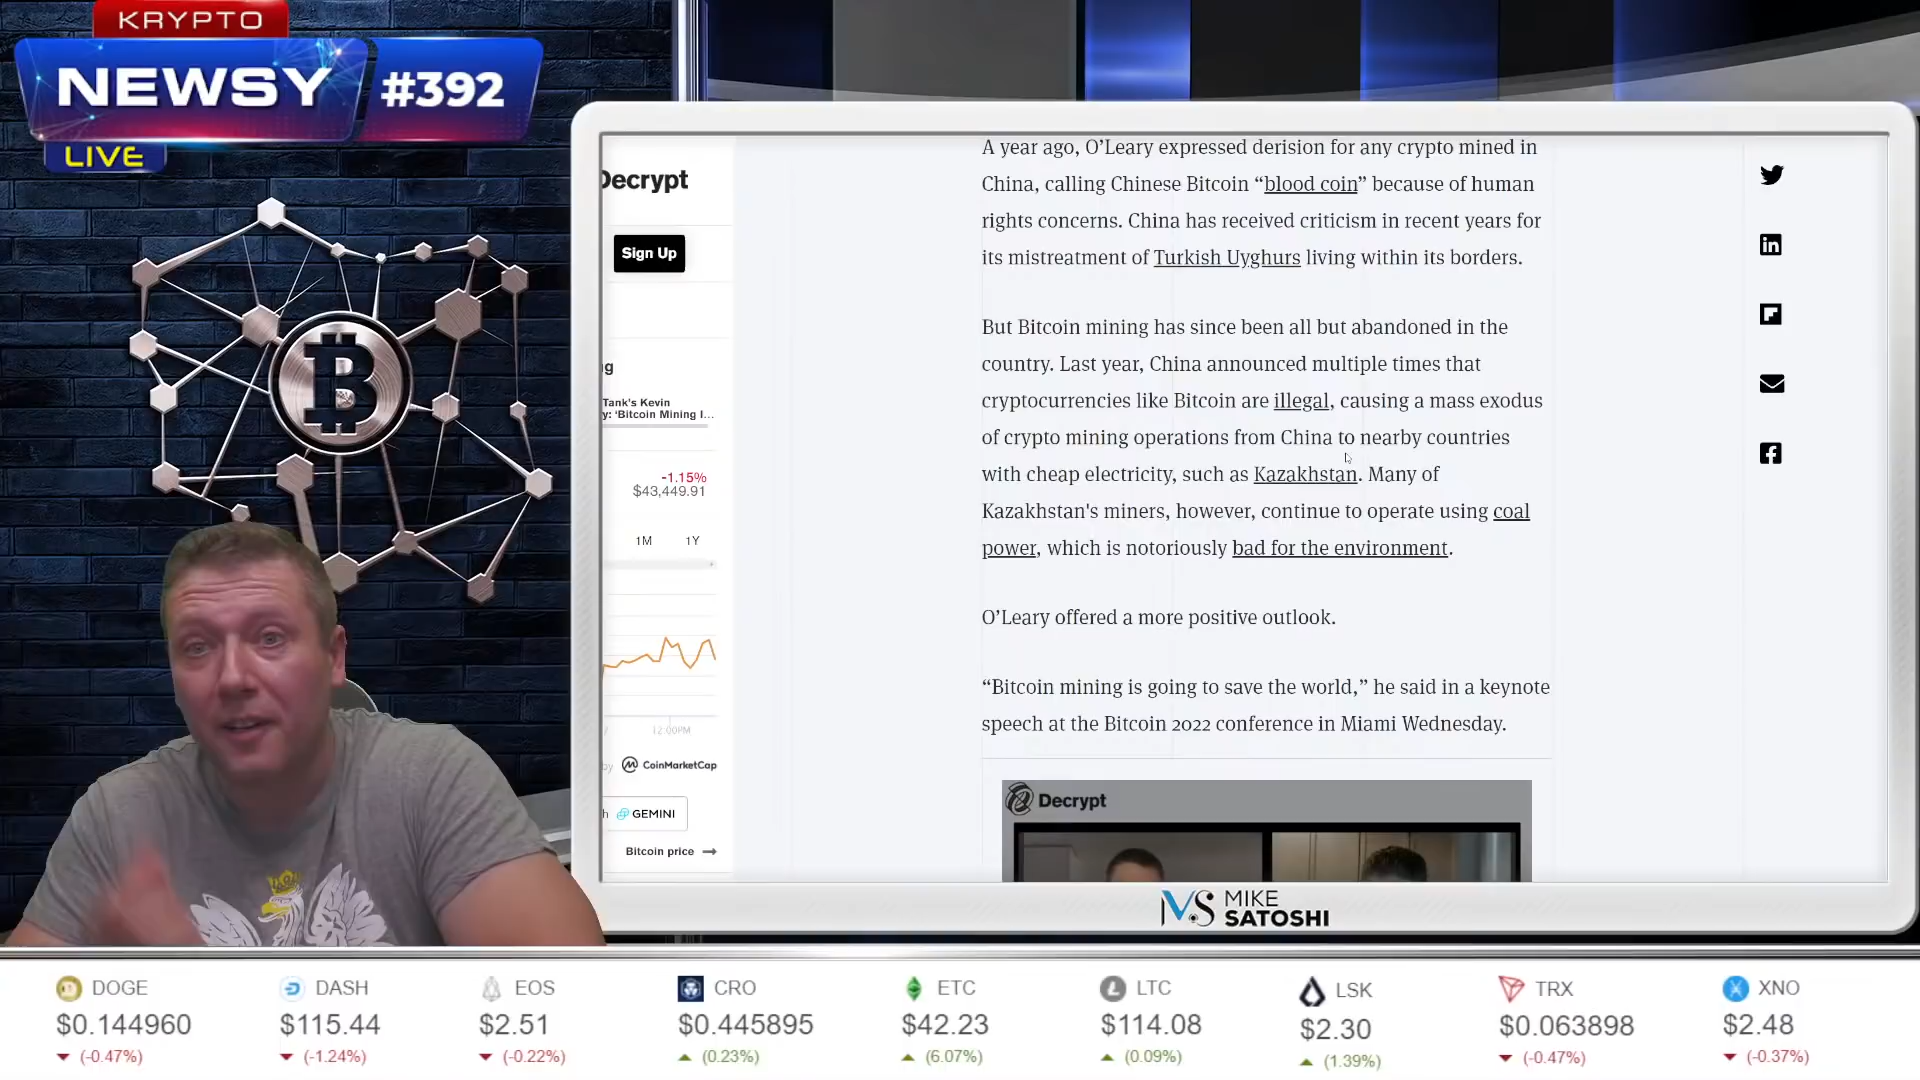 KRYPTO
NEWSY #392
LIVE
Decrypt
Sign Up
g
Tank's Kevin
y: ‘Bitcoin Mining I...
-1.15%
$43,449.91
1M 1Y
12:00PM
by CoinMarketCap
h GEMINI
Bitcoin price
A year ago, O’Leary expressed derision for any crypto mined in
China, calling Chinese Bitcoin “blood coin” because of human
rights concerns. China has received criticism in recent years for
its mistreatment of Turkish Uyghurs living within its borders.
But Bitcoin mining has since been all but abandoned in the
country. Last year, China announced multiple times that
cryptocurrencies like Bitcoin are illegal, causing a mass exodus
of crypto mining operations from China to nearby countries
with cheap electricity, such as Kazakhstan. Many of
Kazakhstan's miners, however, continue to operate using coal
power, which is notoriously bad for the environment.
O’Leary offered a more positive outlook.
“Bitcoin mining is going to save the world,” he said in a keynote
speech at the Bitcoin 2022 conference in Miami Wednesday.
Decrypt
MS MIKE
SATOSHI
DOGE DASH EOS CRO ETC LTC LSK TRX XNO
$0.144960 $115.44 $2.51 $0.445895 $42.23 $114.08 $2.30 $0.063898 $2.48
(-0.47%) (-1.24%) (-0.22%) (0.23%) (6.07%) (0.09%) (1.39%) (-0.47%) (-0.37%)